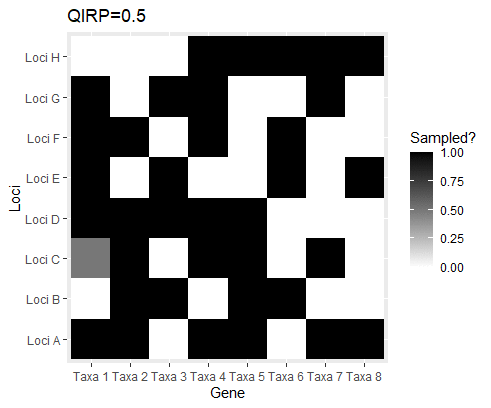 QIRP=0.5
Loci H
Loci G
Loci F
Loci E
Loci D
Loci C
Loci B
Loci A
Loci
Taxa 1 Taxa 2 Taxa 3 Taxa 4 Taxa 5 Taxa 6 Taxa 7 Taxa 8
Gene
Sampled?
1.00
0.75
0.50
0.25
0.00